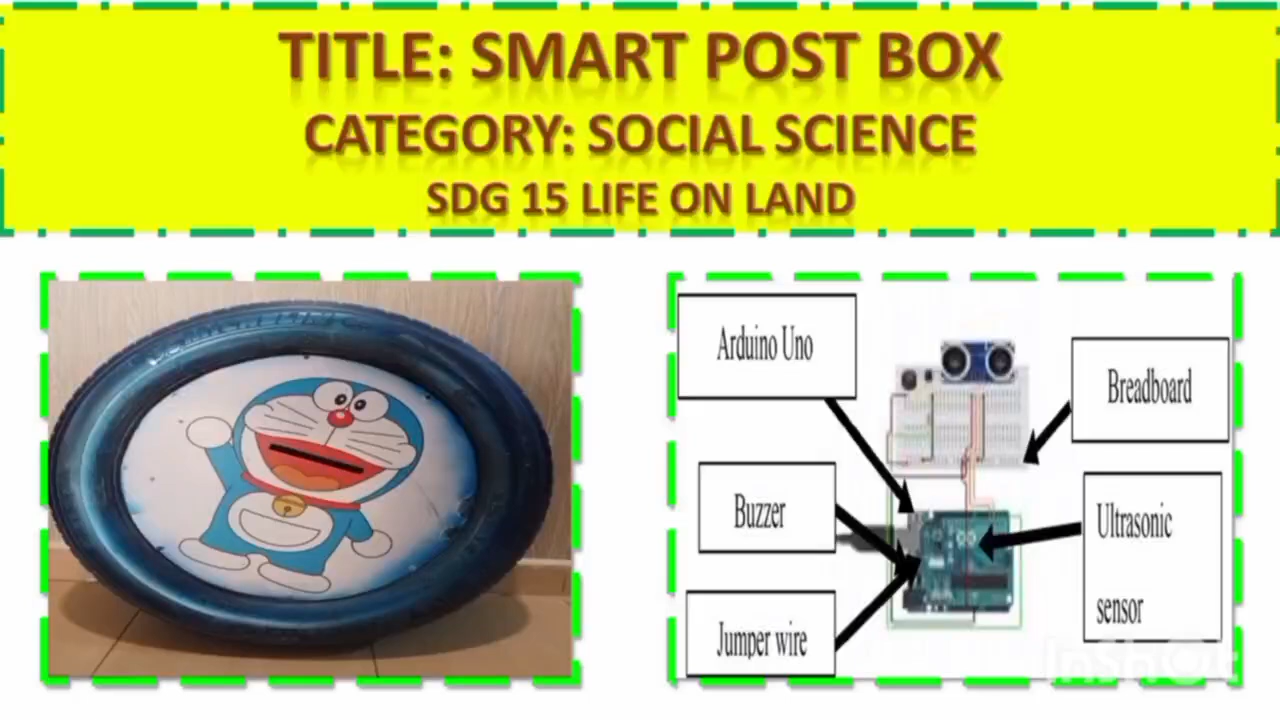 TITLE: SMART POST BOX
CATEGORY: SOCIAL SCIENCE
SDG 15 LIFE ON LAND
Arduino Uno
Breadboard
Buzzer
Ultrasonic
sensor
Jumper wire
InShOt